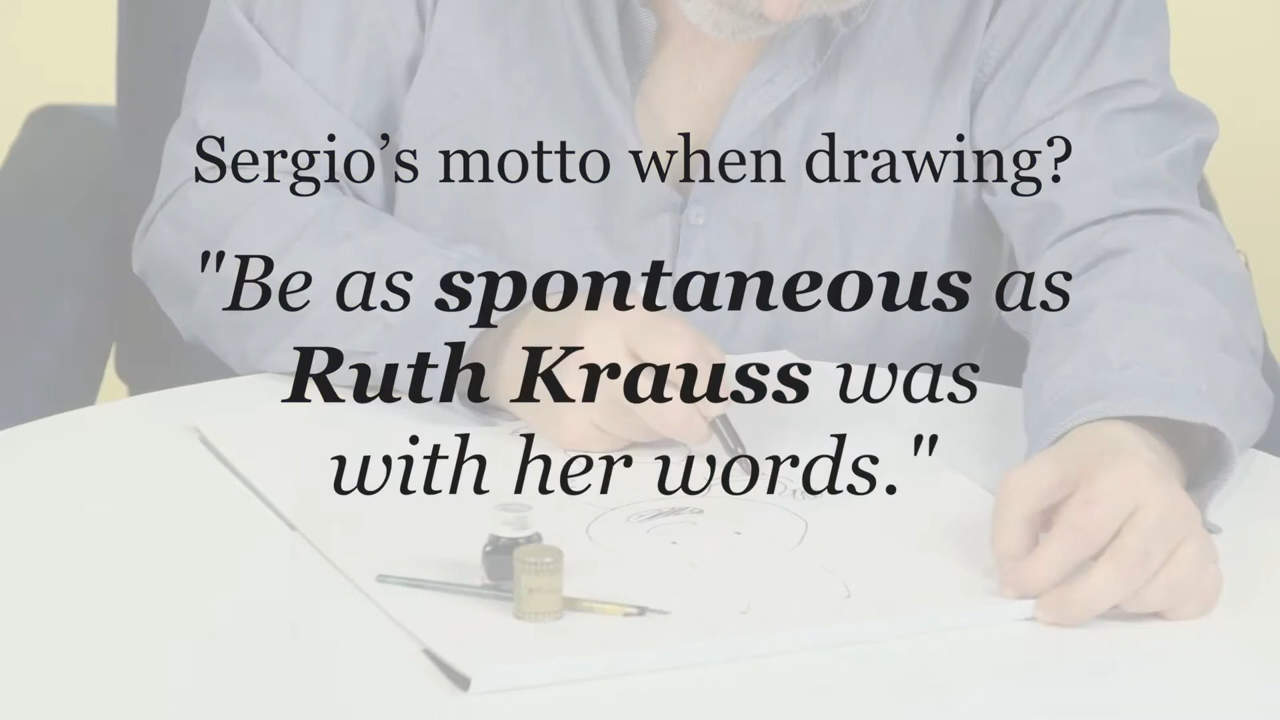 Sergio’s motto when drawing?
"Be as spontaneous as
Ruth Krauss was
with her words."